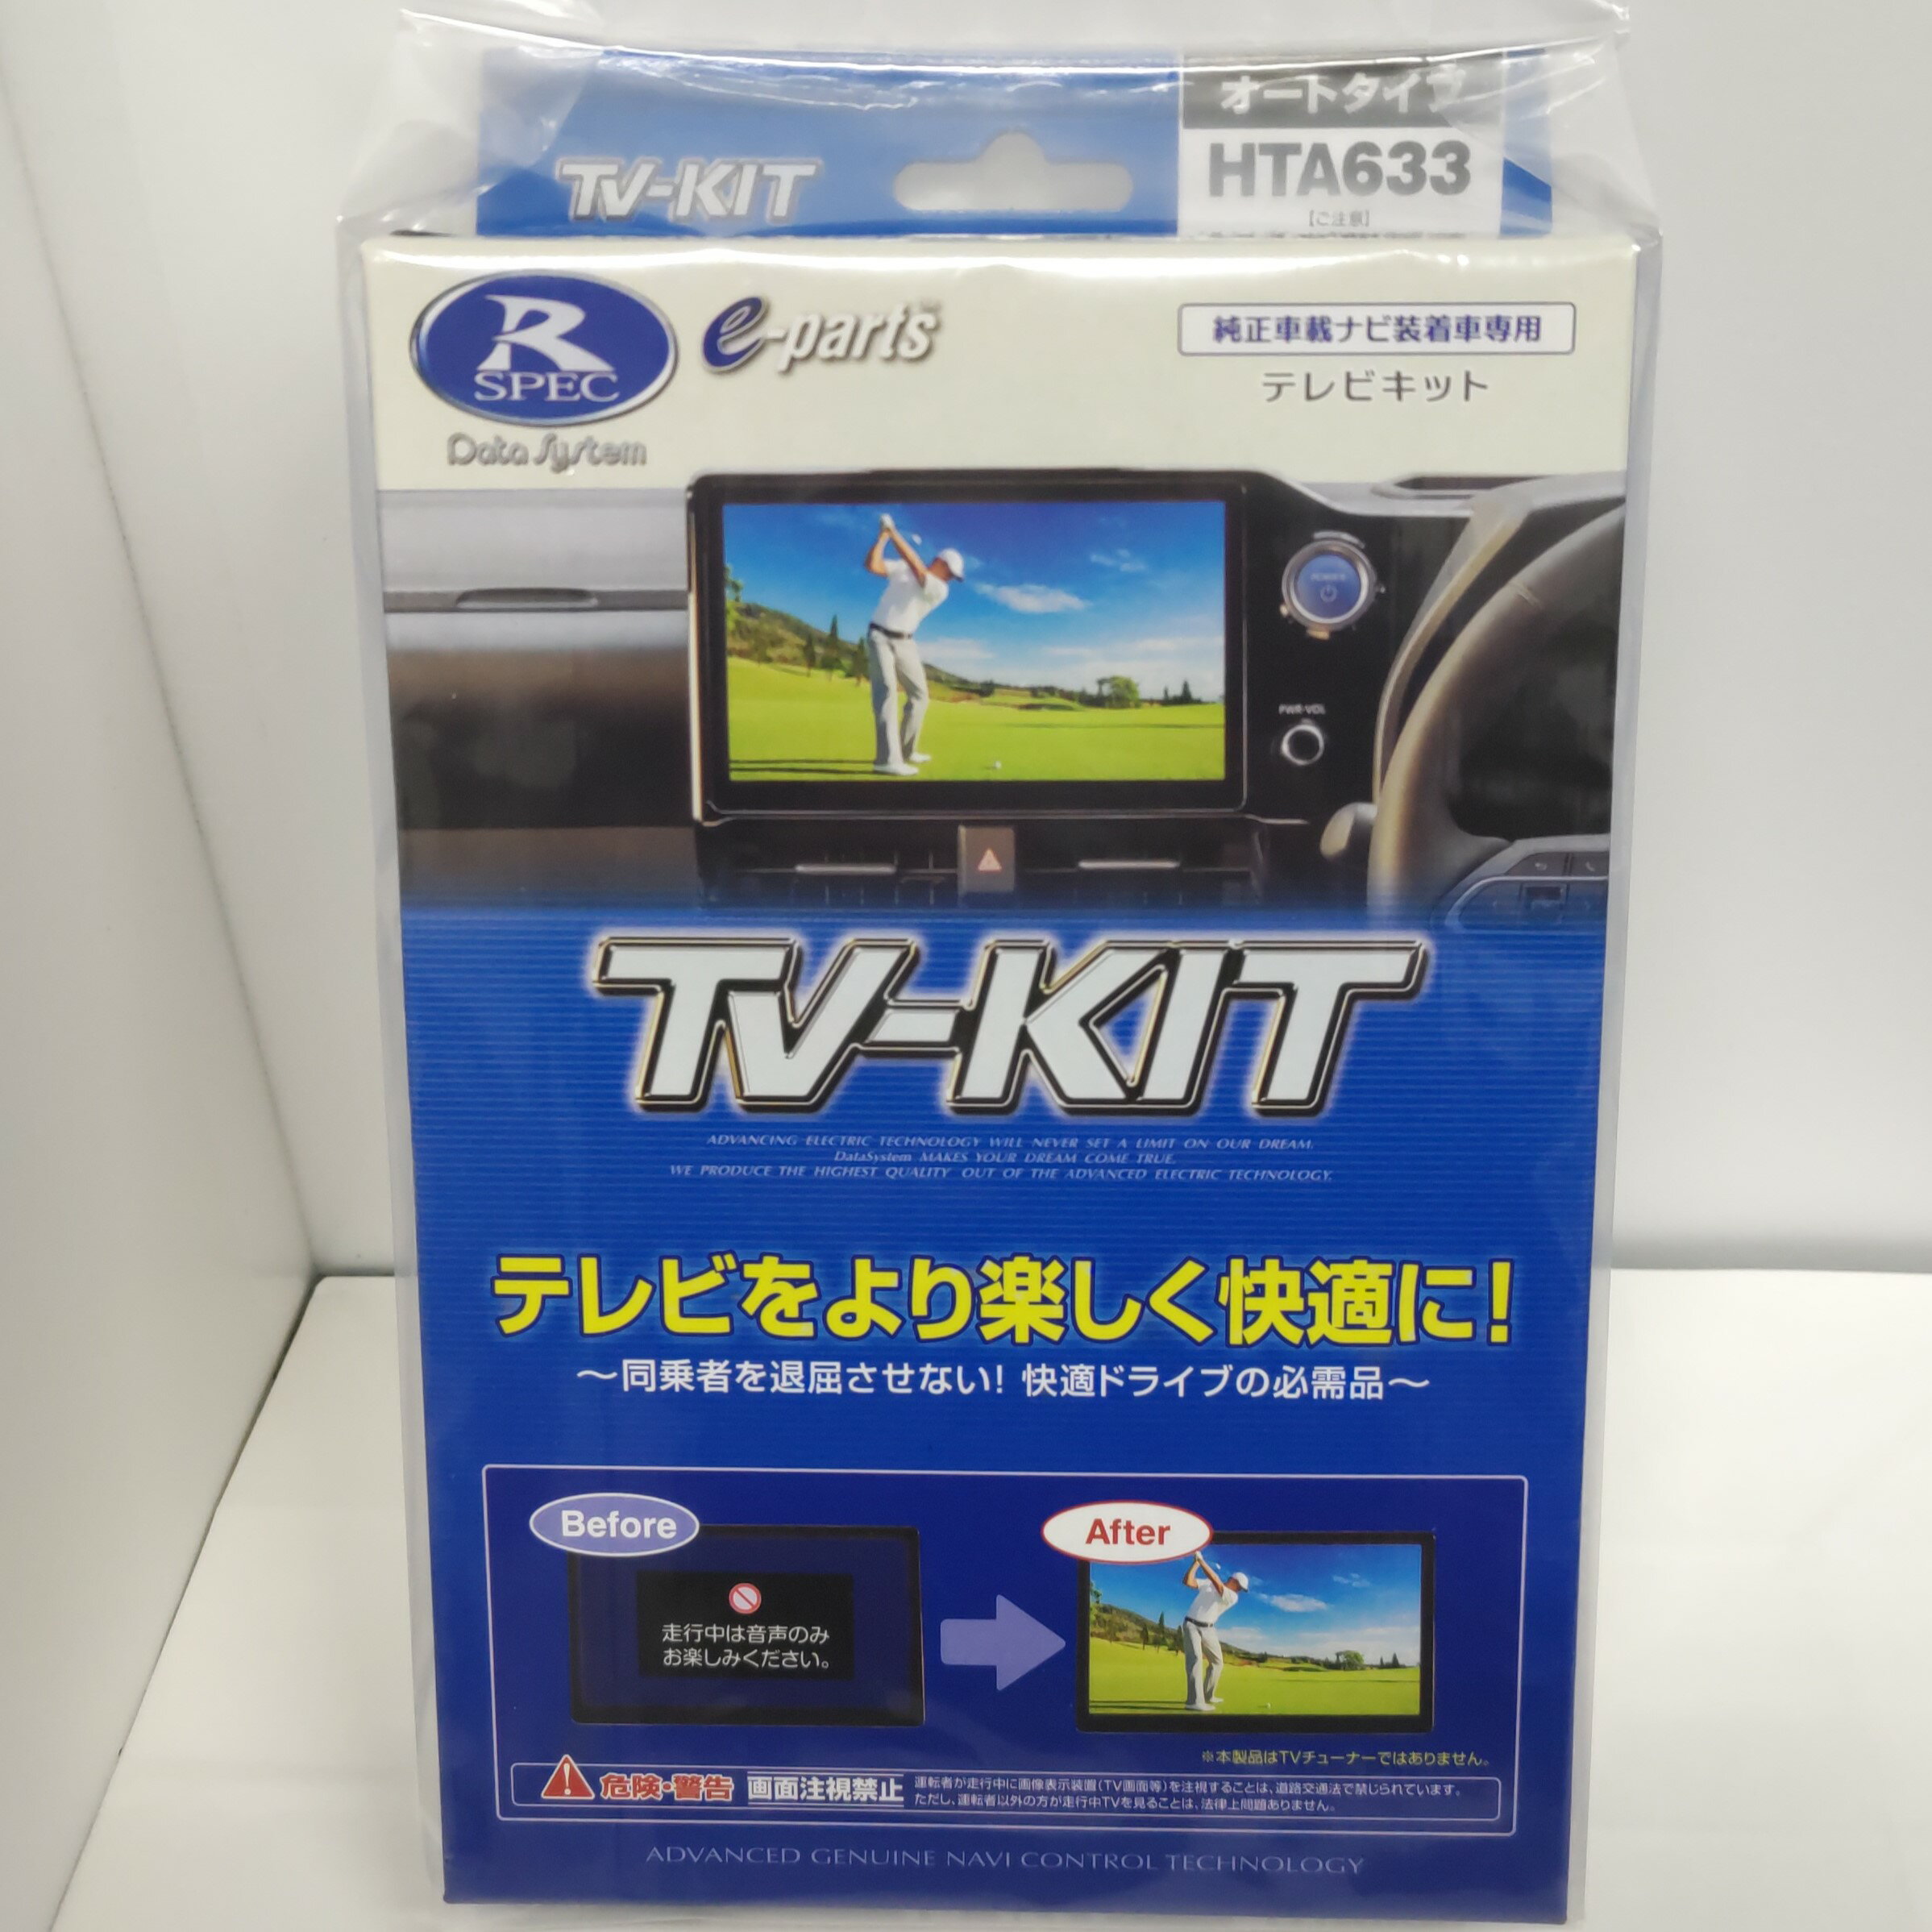 オートタイプ
TV-KIT
HTA633
【ご注意】
R
SPEC
Data System
e-parts
純正車載ナビ装着車専用
テレビキット
POWER
PWR・VOL
TV-KIT
ADVANCING ELECTRIC TECHNOLOGY WILL NEVER SET A LIMIT ON OUR DREAM.
DataSystem MAKES YOUR DREAM COME TRUE.
WE PRODUCE THE HIGHEST QUALITY OUT OF THE ADVANCED ELECTRIC TECHNOLOGY.
テレビをより楽しく快適に!
〜同乗者を退屈させない! 快適ドライブの必需品〜
Before
走行中は音声のみ
お楽しみください。
After
※本製品はTVチューナーではありません。
危険・警告 画面注視禁止
運転者が走行中に画像表示装置(TV画面等)を注視することは、道路交通法で禁じられています。
ただし、運転者以外の方が走行中TVを見ることは、法律上問題ありません。
ADVANCED GENUINE NAVI CONTROL TECHNOLOGY